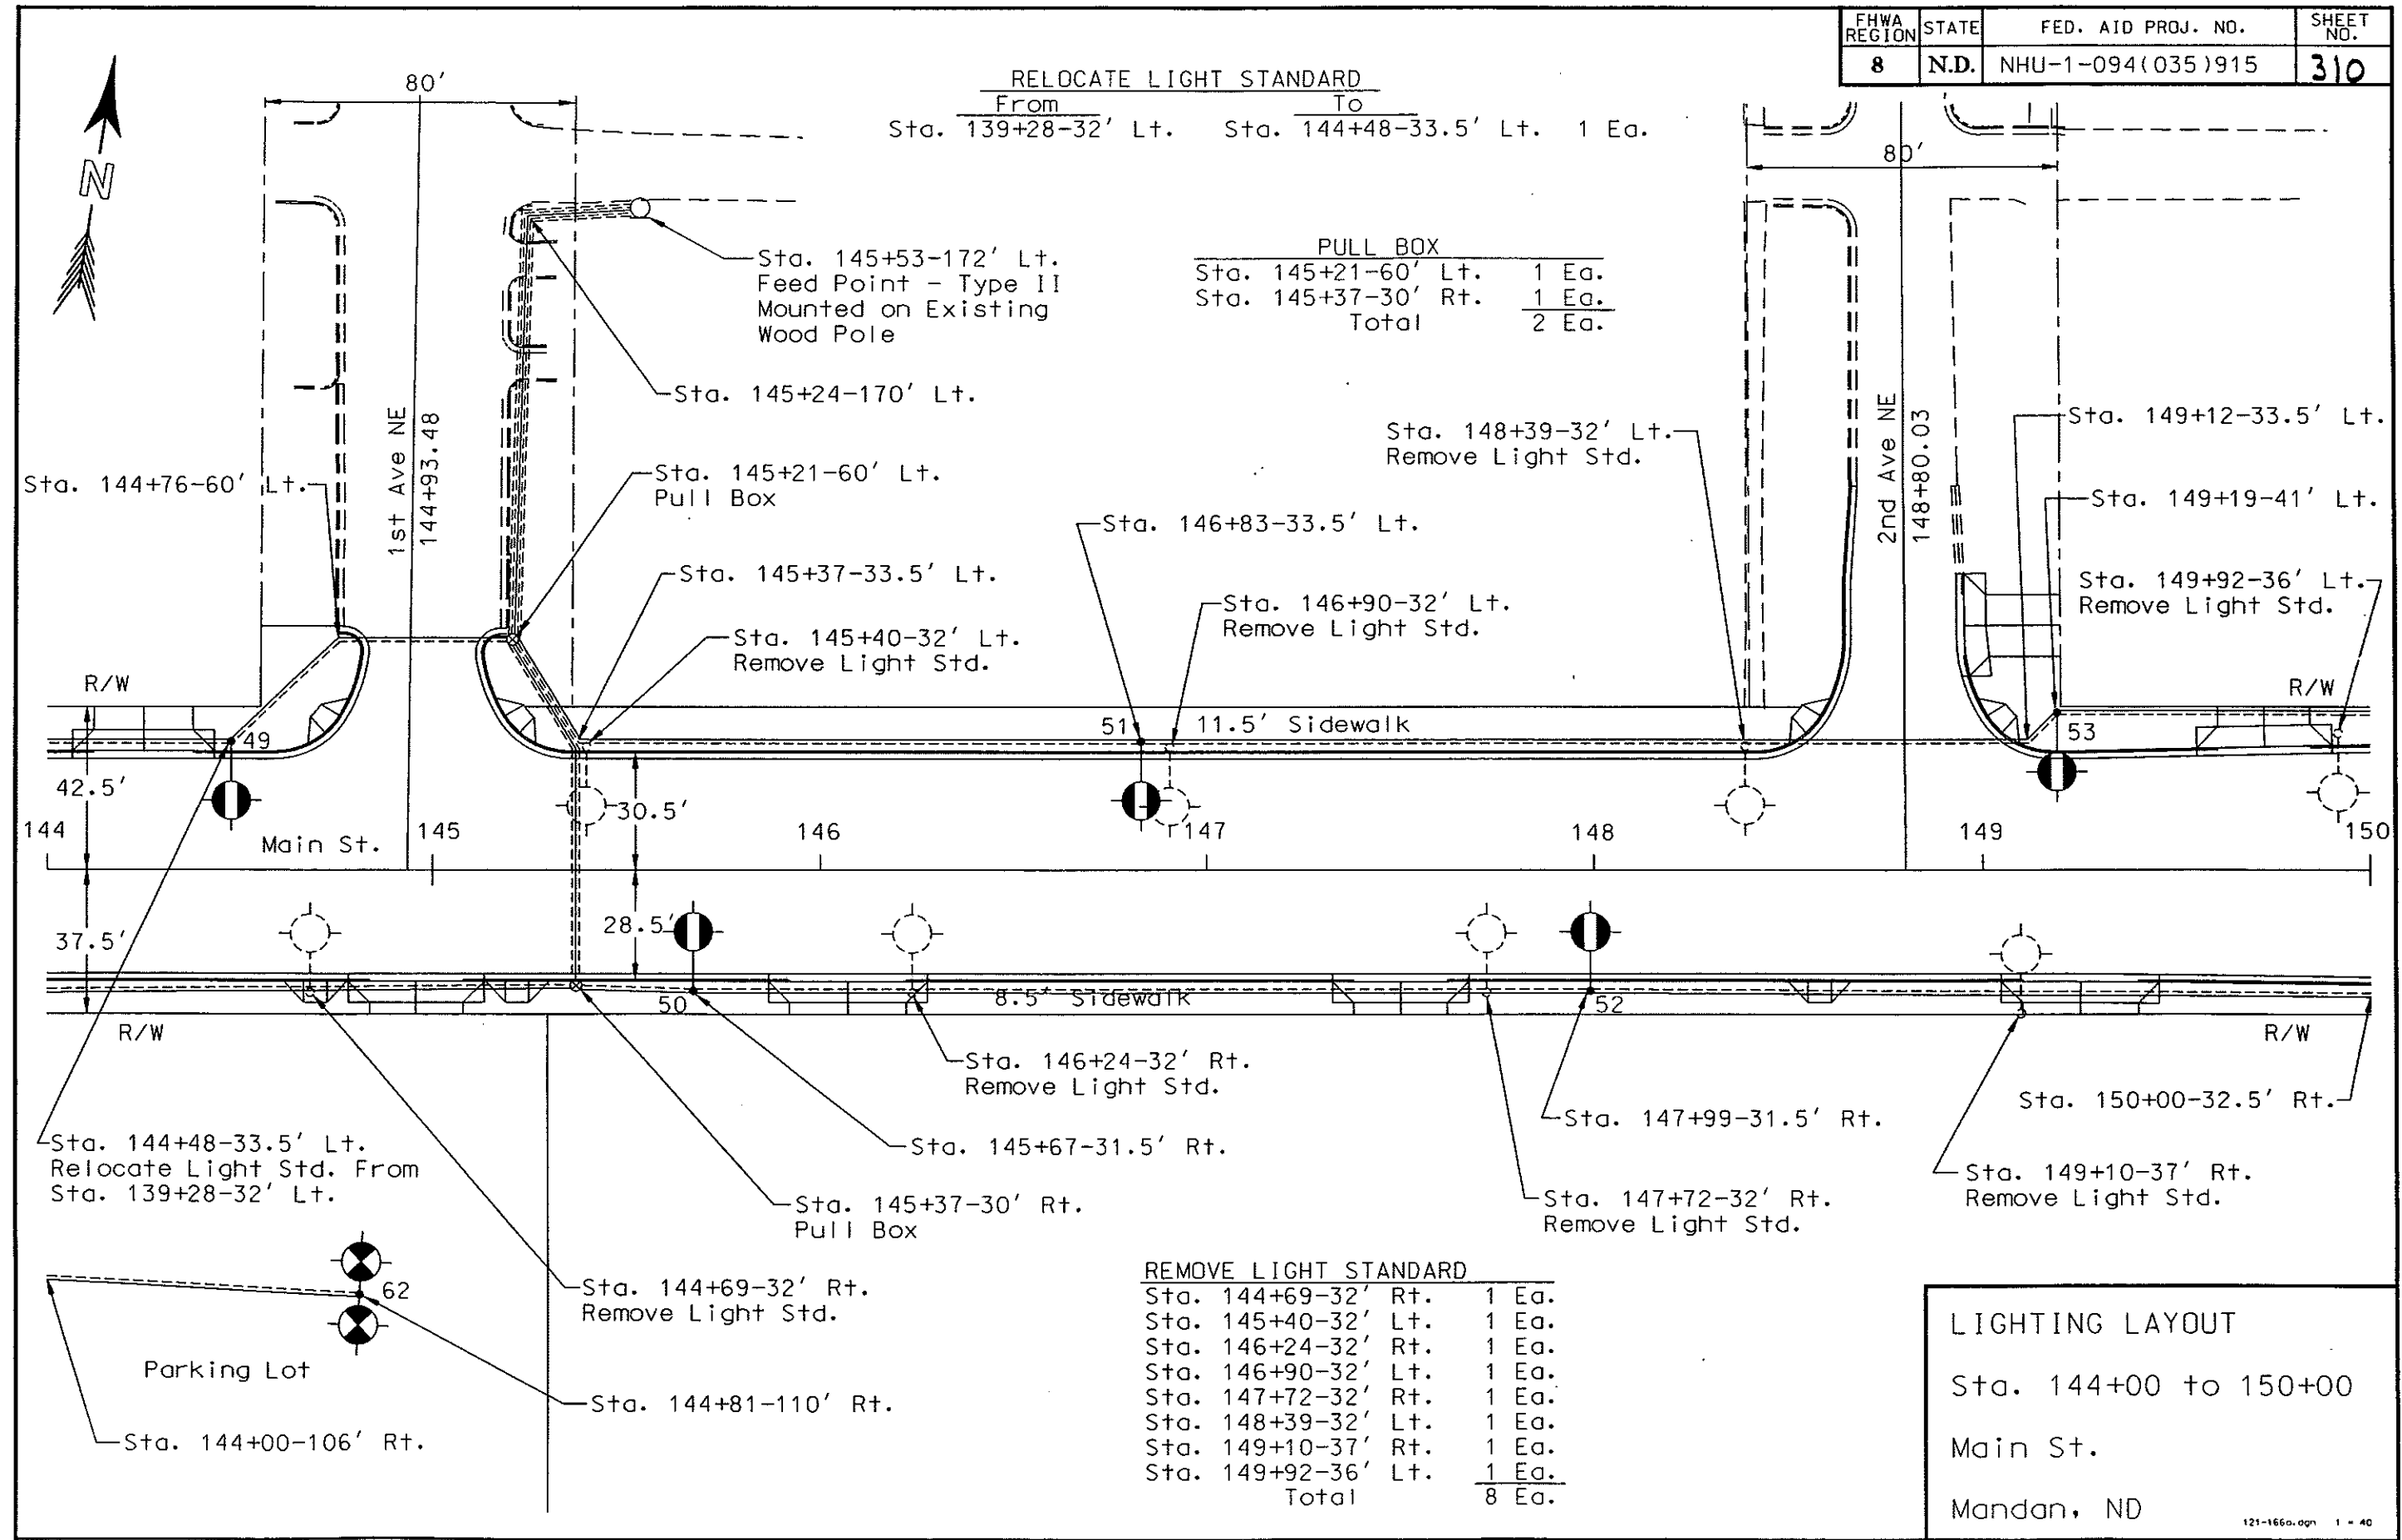 FHWA REGION STATE FED. AID PROJ. NO. SHEET NO.
8 N.D. NHU-1-094(035)915 310
RELOCATE LIGHT STANDARD
From To
Sta. 139+28-32' Lt. Sta. 144+48-33.5' Lt. 1 Ea.
80'
80'
N
Sta. 145+53-172' Lt.
Feed Point - Type II
Mounted on Existing
Wood Pole
PULL BOX
Sta. 145+21-60' Lt. 1 Ea.
Sta. 145+37-30' Rt. 1 Ea.
Total 2 Ea.
Sta. 145+24-170' Lt.
1st Ave NE
144+93.48
2nd Ave NE
148+80.03
Sta. 149+12-33.5' Lt.
Sta. 148+39-32' Lt.
Remove Light Std.
Sta. 144+76-60' Lt.
Sta. 145+21-60' Lt.
Pull Box
Sta. 149+19-41' Lt.
Sta. 146+83-33.5' Lt.
Sta. 145+37-33.5' Lt.
Sta. 149+92-36' Lt.
Remove Light Std.
Sta. 146+90-32' Lt.
Remove Light Std.
Sta. 145+40-32' Lt.
Remove Light Std.
R/W
R/W
49
51
11.5' Sidewalk
53
42.5'
30.5'
144
145
146
147
148
149
150
Main St.
37.5'
28.5'
50
8.5' Sidewalk
52
R/W
R/W
Sta. 146+24-32' Rt.
Remove Light Std.
Sta. 150+00-32.5' Rt.
Sta. 147+99-31.5' Rt.
Sta. 144+48-33.5' Lt.
Relocate Light Std. From
Sta. 139+28-32' Lt.
Sta. 145+67-31.5' Rt.
Sta. 149+10-37' Rt.
Remove Light Std.
Sta. 145+37-30' Rt.
Pull Box
Sta. 147+72-32' Rt.
Remove Light Std.
62
Sta. 144+69-32' Rt.
Remove Light Std.
Parking Lot
Sta. 144+81-110' Rt.
Sta. 144+00-106' Rt.
REMOVE LIGHT STANDARD
Sta. 144+69-32' Rt. 1 Ea.
Sta. 145+40-32' Lt. 1 Ea.
Sta. 146+24-32' Rt. 1 Ea.
Sta. 146+90-32' Lt. 1 Ea.
Sta. 147+72-32' Rt. 1 Ea.
Sta. 148+39-32' Lt. 1 Ea.
Sta. 149+10-37' Rt. 1 Ea.
Sta. 149+92-36' Lt. 1 Ea.
Total 8 Ea.
LIGHTING LAYOUT
Sta. 144+00 to 150+00
Main St.
Mandan, ND
121-166a.dgn 1 = 40